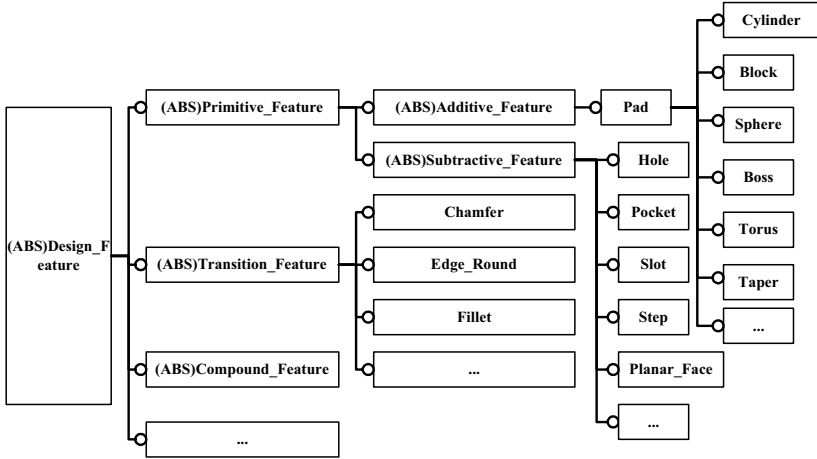 Cylinder
Block
(ABS)Primitive_Feature
(ABS)Additive_Feature
Pad
Sphere
(ABS)Subtractive_Feature
Hole
Boss
Chamfer
Pocket
Torus
(ABS)Design_F
eature
(ABS)Transition_Feature
Edge_Round
Slot
Taper
Fillet
Step
...
(ABS)Compound_Feature
...
Planar_Face
...
...